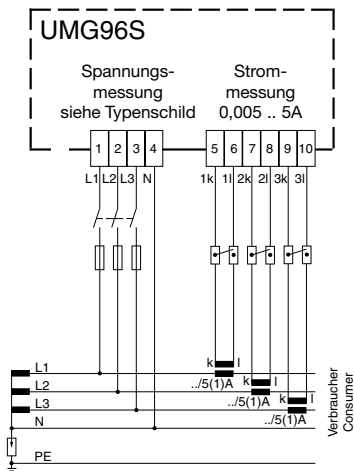 UMG96S
Spannungs-
messung
siehe Typenschild
Strom-
messung
0,005 .. 5A
1 2 3 4 5 6 7 8 9 10
L1 L2 L3 N 1k 1l 2k 2l 3k 3l
L1 k l
../5(1)A
L2 k l
../5(1)A
L3 k l
../5(1)A
N
PE
Verbraucher
Consumer